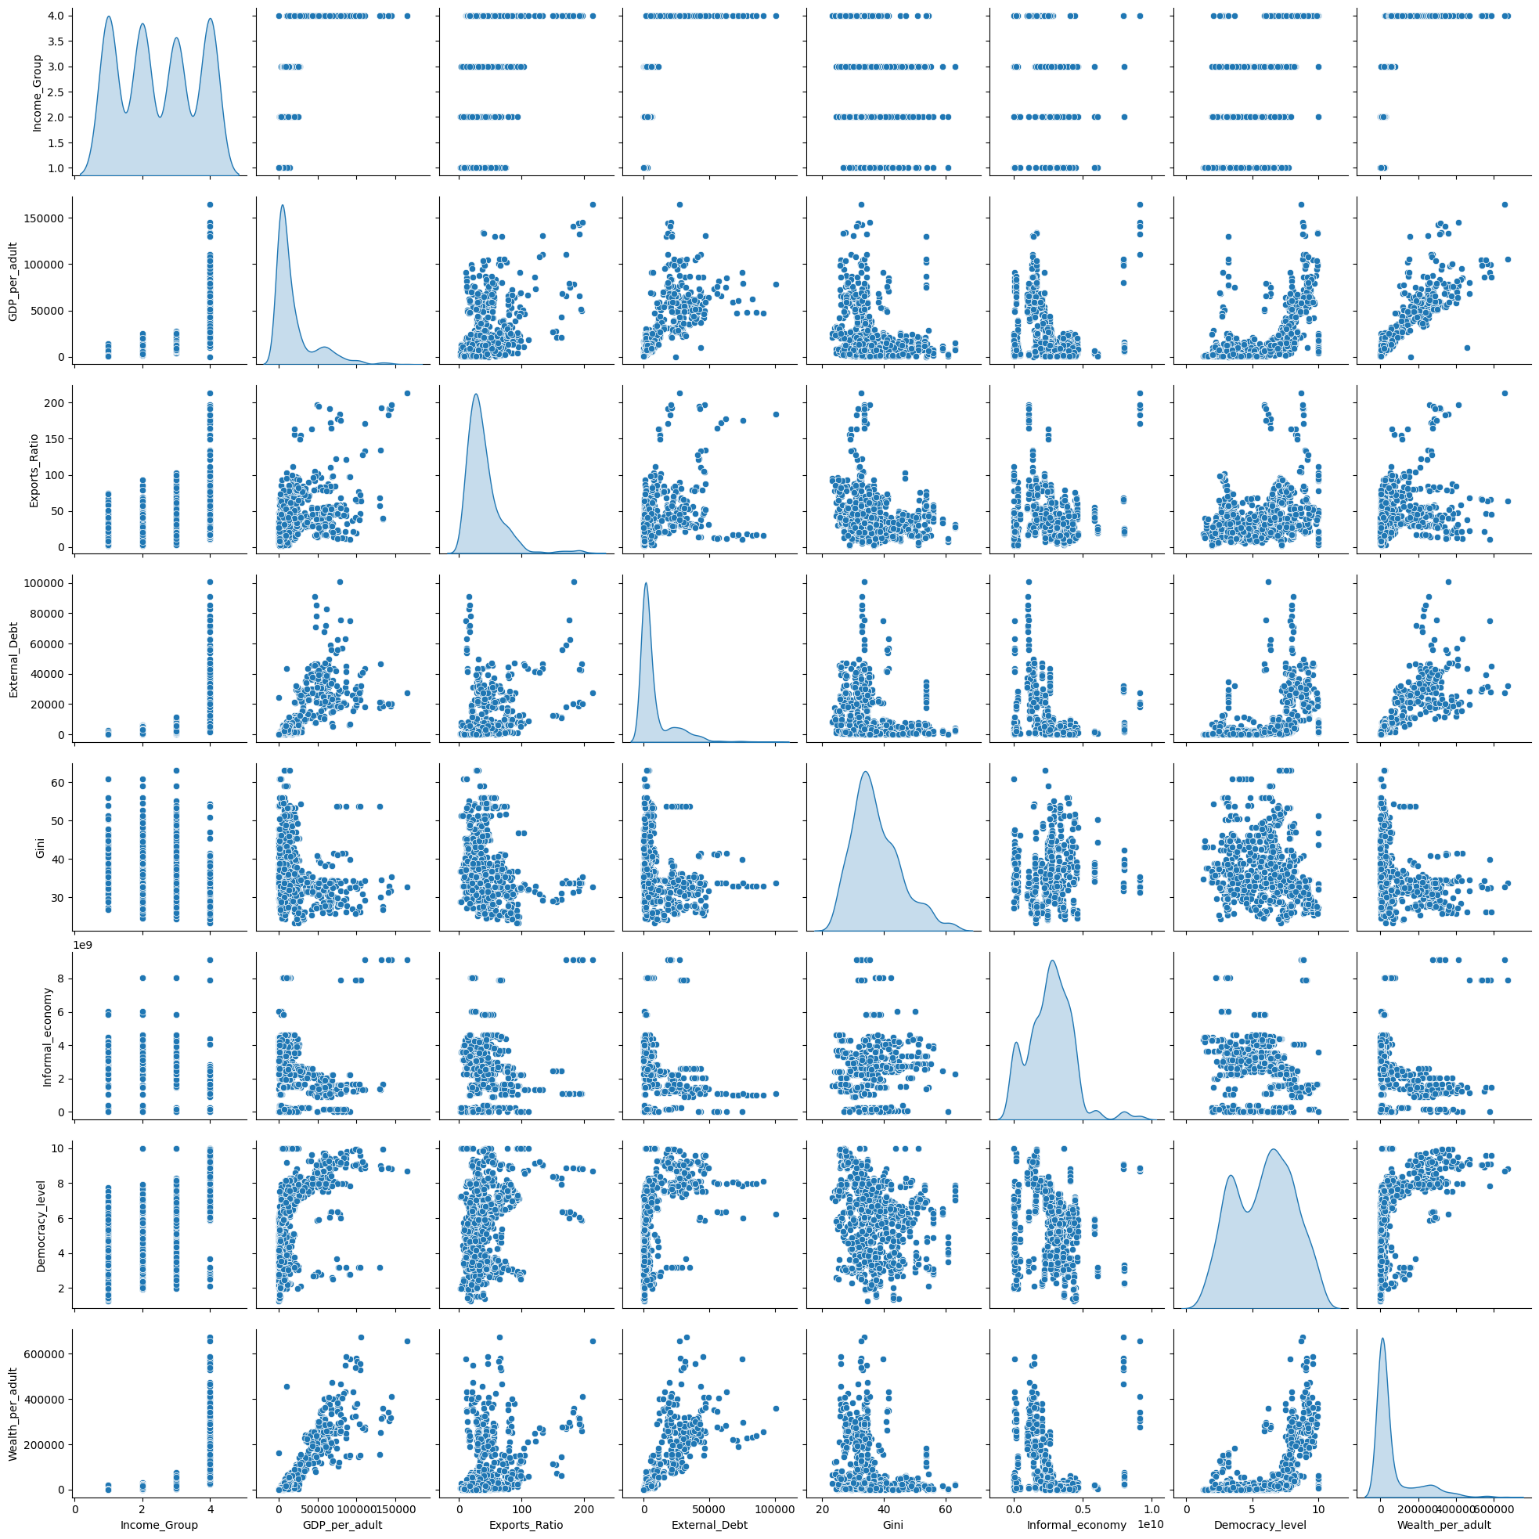 Income_Group
4.0
3.5
3.0
2.5
2.0
1.5
1.0
GDP_per_adult
150000
100000
50000
0
Exports_Ratio
200
150
100
50
0
External_Debt
100000
80000
60000
40000
20000
0
Gini
60
50
40
30
1e9
Informal_economy
8
6
4
2
0
Democracy_level
10
8
6
4
2
Wealth_per_adult
600000
400000
200000
0
0 2 4
0 50000 100000 150000
0 100 200
0 50000 100000
20 40 60
0.0 0.5 1.0
1e10
0 5 10
0 200000 400000 600000
Income_Group
GDP_per_adult
Exports_Ratio
External_Debt
Gini
Informal_economy
Democracy_level
Wealth_per_adult